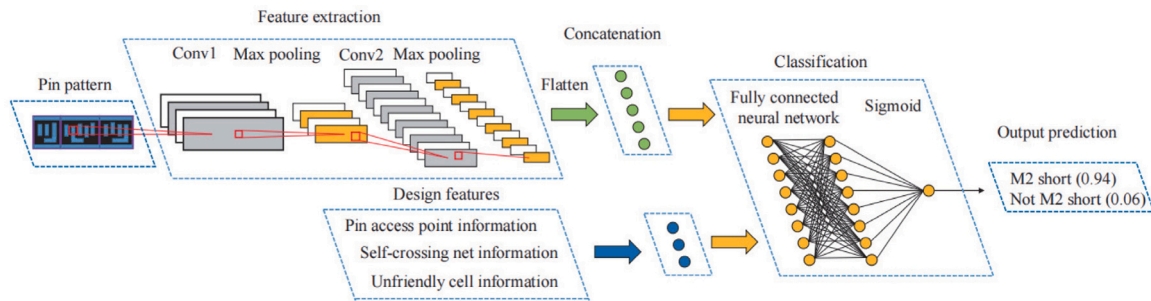 Feature extraction
Conv1 Max pooling Conv2 Max pooling
Pin pattern
Concatenation
Flatten
Classification
Fully connected
neural network
Sigmoid
Output prediction
M2 short (0.94)
Not M2 short (0.06)
Design features
Pin access point information
Self-crossing net information
Unfriendly cell information